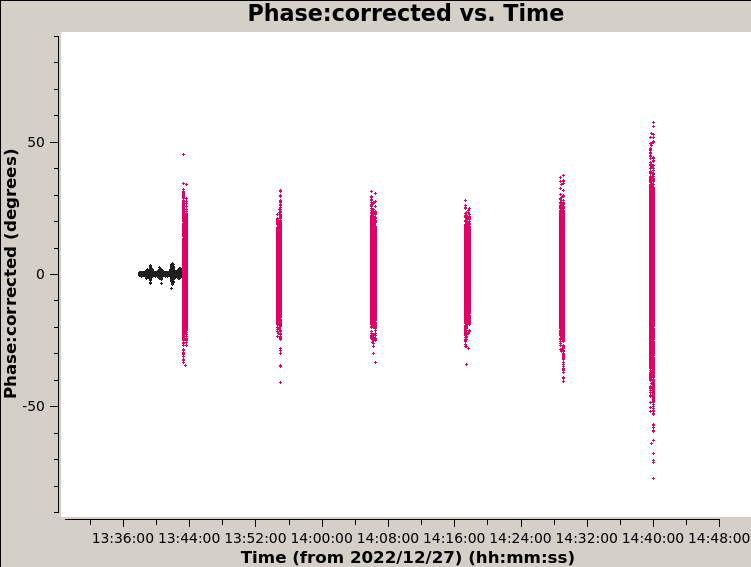 Phase:corrected vs. Time
Phase:corrected (degrees)
50
0
-50
13:36:00 13:44:00 13:52:00 14:00:00 14:08:00 14:16:00 14:24:00 14:32:00 14:40:00 14:48:00
Time (from 2022/12/27) (hh:mm:ss)